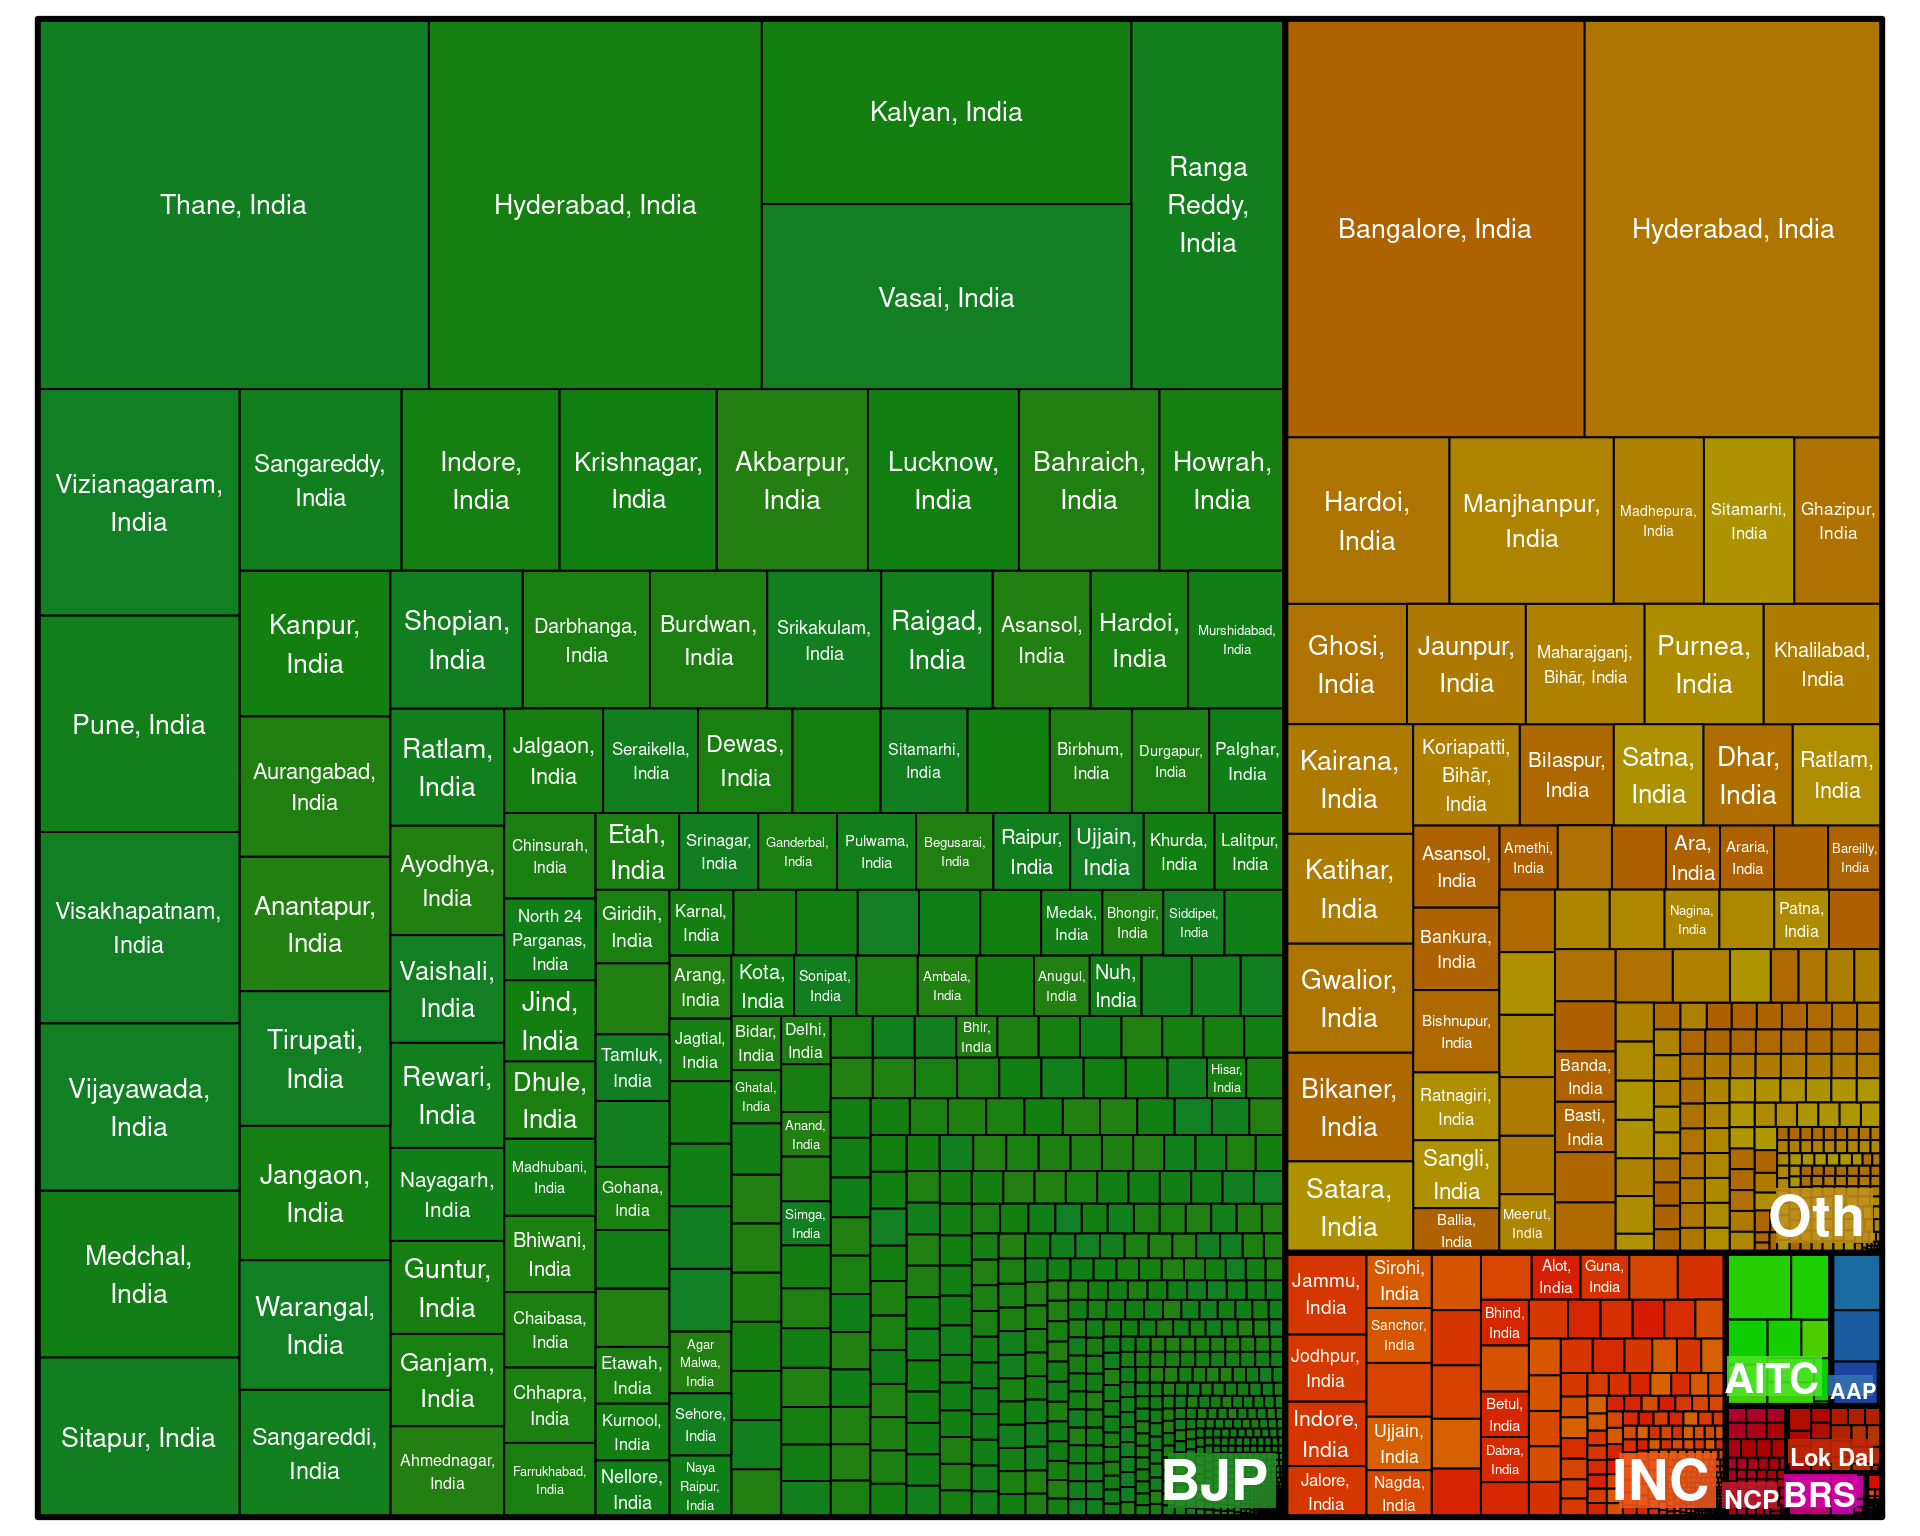 Thane, India
Hyderabad, India
Kalyan, India
Vasai, India
Ranga
Reddy,
India
Bangalore, India
Hyderabad, India
Vizianagaram,
India
Sangareddy,
India
Indore,
India
Krishnagar,
India
Akbarpur,
India
Lucknow,
India
Bahraich,
India
Howrah,
India
Hardoi,
India
Manjhanpur,
India
Madhepura,
India
Sitamarhi,
India
Ghazipur,
India
Pune, India
Kanpur,
India
Shopian,
India
Darbhanga,
India
Burdwan,
India
Srikakulam,
India
Raigad,
India
Asansol,
India
Hardoi,
India
Murshidabad,
India
Ghosi,
India
Jaunpur,
India
Maharajganj,
Bihār, India
Purnea,
India
Khalilabad,
India
Aurangabad,
India
Ratlam,
India
Jalgaon,
India
Seraikella,
India
Dewas,
India
Sitamarhi,
India
Birbhum,
India
Durgapur,
India
Palghar,
India
Kairana,
India
Koriapatti,
Bihār,
India
Bilaspur,
India
Satna,
India
Dhar,
India
Ratlam,
India
Visakhapatnam,
India
Anantapur,
India
Ayodhya,
India
Chinsurah,
India
Etah,
India
Srinagar,
India
Ganderbal,
India
Pulwama,
India
Begusarai,
India
Raipur,
India
Ujjain,
India
Khurda,
India
Lalitpur,
India
Katihar,
India
Asansol,
India
Amethi,
India
Ara,
India
Araria,
India
Bareilly,
India
North 24
Parganas,
India
Giridih,
India
Karnal,
India
Medak,
India
Bhongir,
India
Siddipet,
India
Bankura,
India
Nagina,
India
Patna,
India
Vijayawada,
India
Tirupati,
India
Vaishali,
India
Jind,
India
Arang,
India
Kota,
India
Sonipat,
India
Ambala,
India
Anugul,
India
Nuh,
India
Gwalior,
India
Bishnupur,
India
Rewari,
India
Dhule,
India
Tamluk,
India
Jagtial,
India
Bidar,
India
Delhi,
India
Bhir,
India
Ghatal,
India
Hisar,
India
Bikaner,
India
Ratnagiri,
India
Banda,
India
Basti,
India
Medchal,
India
Jangaon,
India
Nayagarh,
India
Madhubani,
India
Gohana,
India
Anand,
India
Simga,
India
Satara,
India
Sangli,
India
Ballia,
India
Meerut,
India
Oth
Warangal,
India
Guntur,
India
Bhiwani,
India
Chaibasa,
India
Jammu,
India
Sirohi,
India
Sanchor,
India
Alot,
India
Guna,
India
Bhind,
India
Sitapur, India
Sangareddi,
India
Ganjam,
India
Ahmednagar,
India
Chhapra,
India
Farrukhabad,
India
Etawah,
India
Kurnool,
India
Nellore,
India
Agar
Malwa,
India
Sehore,
India
Naya
Raipur,
India
BJP
Jodhpur,
India
Indore,
India
Jalore,
India
Ujjain,
India
Nagda,
India
Betul,
India
Dabra,
India
INC
AITC
AAP
Lok Dal
NCP
BRS